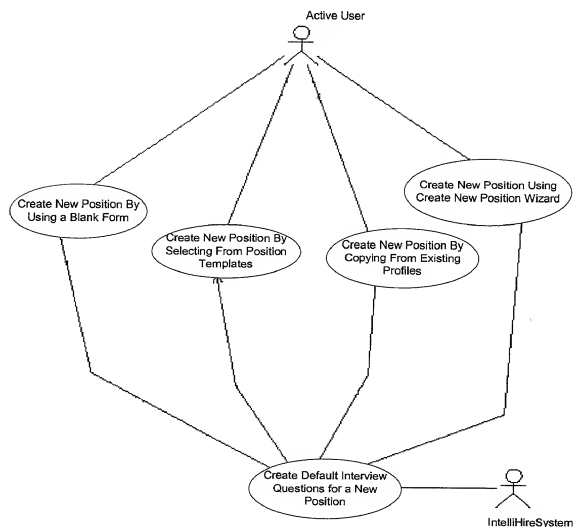 Active User
Create New Position By
Using a Blank Form
Create New Position By
Selecting From Position
Templates
Create New Position By
Copying From Existing
Profiles
Create New Position Using
Create New Position Wizard
Create Default Interview
Questions for a New
Position
IntelliHireSystem